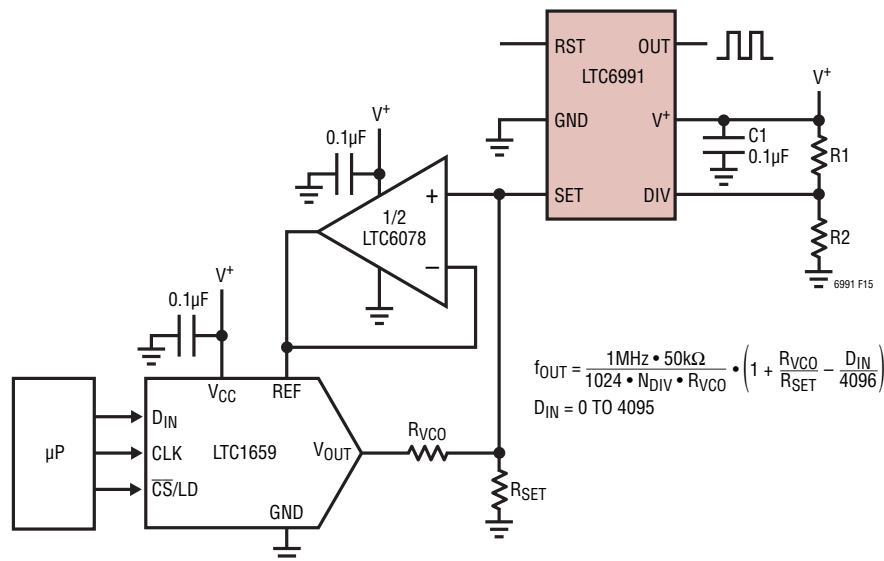 RST
OUT
LTC6991
V+
GND
V+
C1
0.1µF
R1
SET
DIV
R2
6991 F15
V+
0.1µF
+
1/2
LTC6078
–
V+
0.1µF
fOUT = 1MHz • 50kΩ / 1024 • NDIV • RVCO • (1 + RVCO / RSET – DIN / 4096)
DIN = 0 TO 4095
VCC
REF
µP
DIN
CLK
CS/LD
LTC1659
VOUT
GND
RVCO
RSET